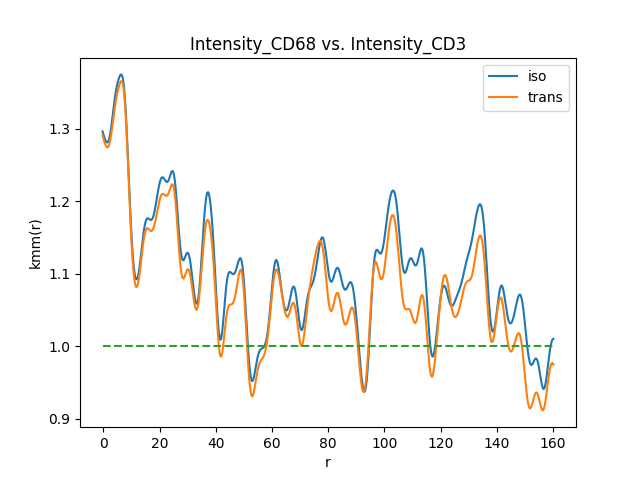 Intensity_CD68 vs. Intensity_CD3
iso
trans
kmm(r)
1.3
1.2
1.1
1.0
0.9
0 20 40 60 80 100 120 140 160
r